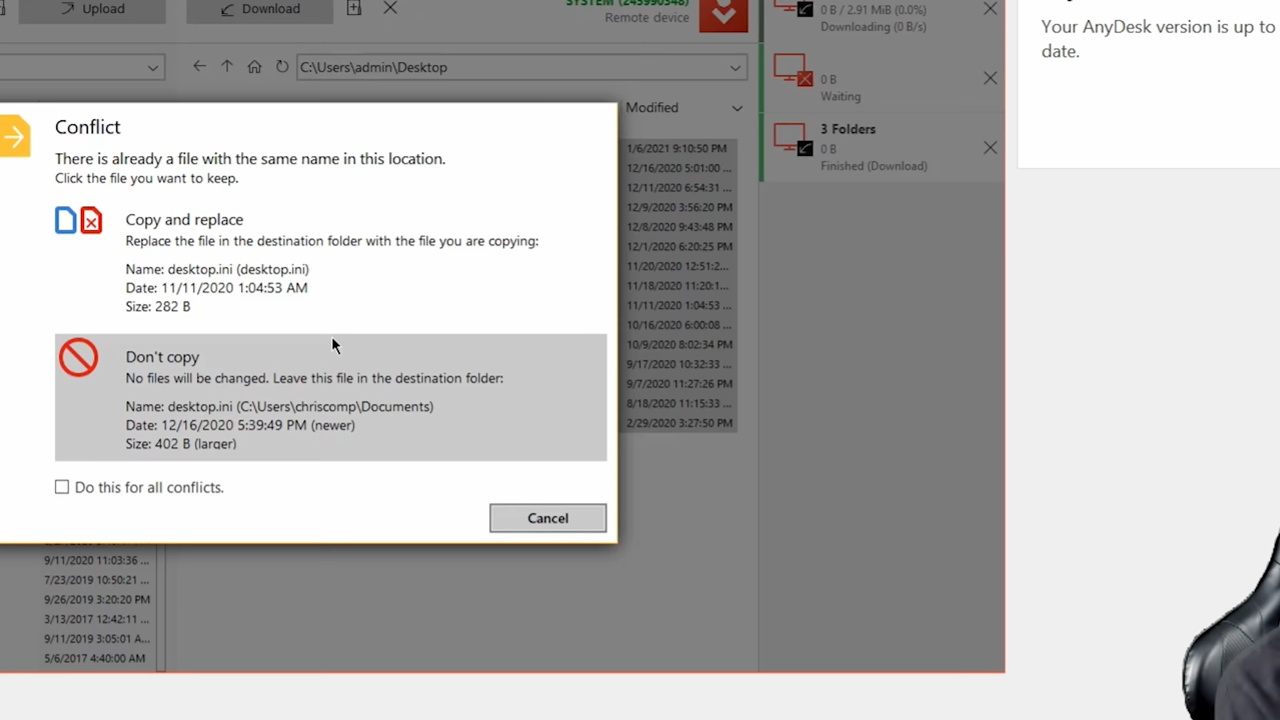 Upload
Download
Remote device
0 B / 2.91 MiB (0.0%)
Downloading (0 B/s)
Your AnyDesk version is up to
date.
C:\Users\admin\Desktop
0 B
Waiting
Modified
3 Folders
0 B
Finished (Download)
Conflict
There is already a file with the same name in this location.
Click the file you want to keep.
Copy and replace
Replace the file in the destination folder with the file you are copying:
Name: desktop.ini (desktop.ini)
Date: 11/11/2020 1:04:53 AM
Size: 282 B
Don't copy
No files will be changed. Leave this file in the destination folder:
Name: desktop.ini (C:\Users\chriscomp\Documents)
Date: 12/16/2020 5:39:49 PM (newer)
Size: 402 B (larger)
Do this for all conflicts.
Cancel
1/6/2021 9:10:50 PM
12/16/2020 5:01:00 ...
12/11/2020 6:54:31 ...
12/9/2020 3:56:20 PM
12/8/2020 9:43:48 PM
12/1/2020 6:20:25 PM
11/20/2020 12:51:2...
11/18/2020 11:20:1...
11/11/2020 1:04:53 ...
10/16/2020 6:00:08 ...
10/9/2020 8:02:34 PM
9/17/2020 10:32:33 ...
9/7/2020 11:27:26 PM
8/18/2020 11:15:33 ...
2/29/2020 3:27:50 PM
9/11/2020 11:03:36 ...
7/23/2019 10:50:21 ...
9/26/2019 3:20:20 PM
3/13/2017 12:42:11 ...
9/11/2019 3:05:01 A...
5/6/2017 4:40:00 AM